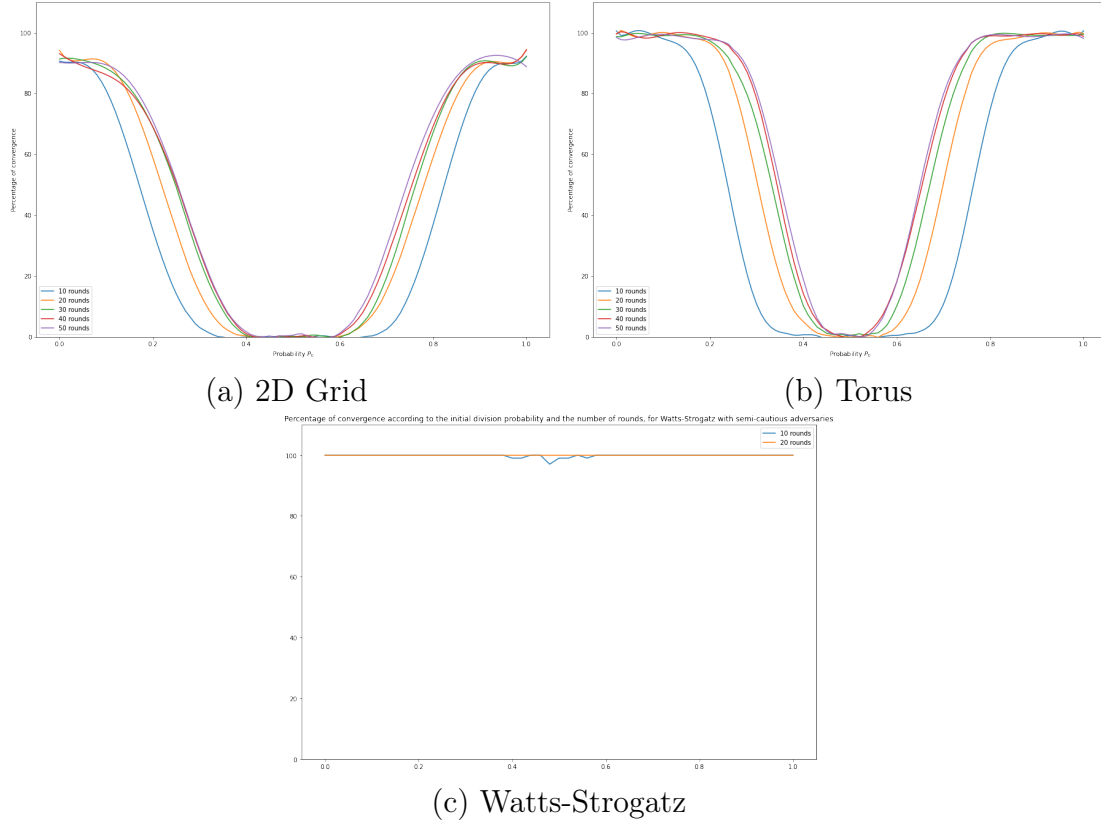 100
80
60
40
20
0
Percentage of convergence
10 rounds
20 rounds
30 rounds
40 rounds
50 rounds
0.0 0.2 0.4 0.6 0.8 1.0
Probability P₀
(a) 2D Grid
100
80
60
40
20
0
Percentage of convergence
10 rounds
20 rounds
30 rounds
40 rounds
50 rounds
0.0 0.2 0.4 0.6 0.8 1.0
Probability P₀
(b) Torus
Percentage of convergence according to the initial division probability and the number of rounds, for Watts-Strogatz with semi-cautious adversaries
10 rounds
20 rounds
100
80
60
40
20
0
0.0 0.2 0.4 0.6 0.8 1.0
(c) Watts-Strogatz